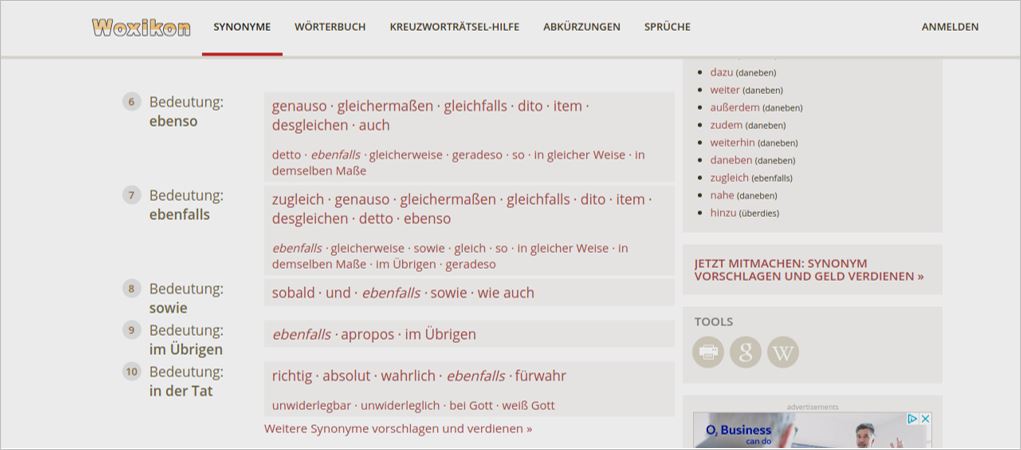 Woxikon
SYNONYME
WÖRTERBUCH
KREUZWORTRÄTSEL-HILFE
ABKÜRZUNGEN
SPRÜCHE
ANMELDEN
6
Bedeutung:
ebenso
genauso · gleichermaßen · gleichfalls · dito · item ·
desgleichen · auch
detto · ebenfalls · gleicherweise · geradeso · so · in gleicher Weise · in
demselben Maße
7
Bedeutung:
ebenfalls
zugleich · genauso · gleichermaßen · gleichfalls · dito · item ·
desgleichen · detto · ebenso
ebenfalls · gleicherweise · sowie · gleich · so · in gleicher Weise · in
demselben Maße · im Übrigen · geradeso
8
Bedeutung:
sowie
sobald · und · ebenfalls · sowie · wie auch
9
Bedeutung:
im Übrigen
ebenfalls · apropos · im Übrigen
10
Bedeutung:
in der Tat
richtig · absolut · wahrlich · ebenfalls · fürwahr
unwiderlegbar · unwiderleglich · bei Gott · weiß Gott
Weitere Synonyme vorschlagen und verdienen »
• dazu (daneben)
• weiter (daneben)
• außerdem (daneben)
• zudem (daneben)
• weiterhin (daneben)
• daneben (daneben)
• zugleich (ebenfalls)
• nahe (daneben)
• hinzu (überdies)
JETZT MITMACHEN: SYNONYM
VORSCHLAGEN UND GELD VERDIENEN »
TOOLS
g
W
advertisements
O₂ Business
can do